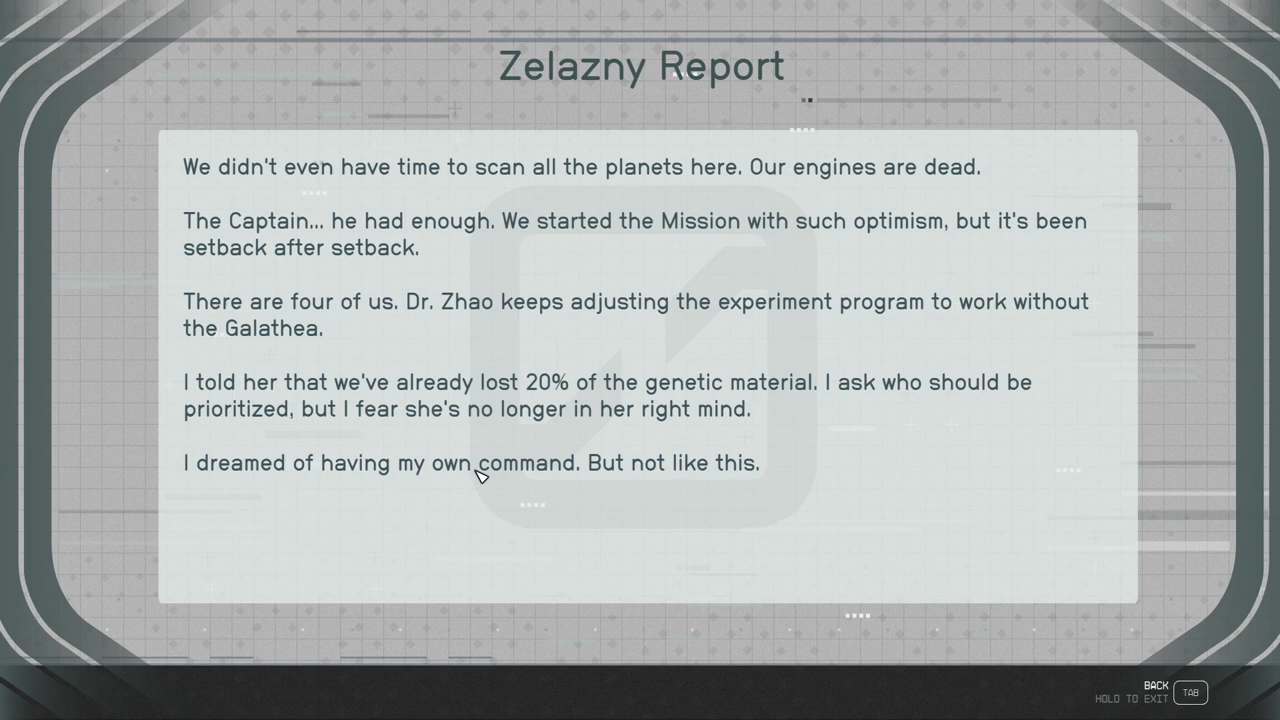 Zelazny Report
We didn't even have time to scan all the planets here. Our engines are dead.
The Captain... he had enough. We started the Mission with such optimism, but it's been
setback after setback.
There are four of us. Dr. Zhao keeps adjusting the experiment program to work without
the Galathea.
I told her that we've already lost 20% of the genetic material. I ask who should be
prioritized, but I fear she's no longer in her right mind.
I dreamed of having my own command. But not like this.
BACK
HOLD TO EXIT
TAB